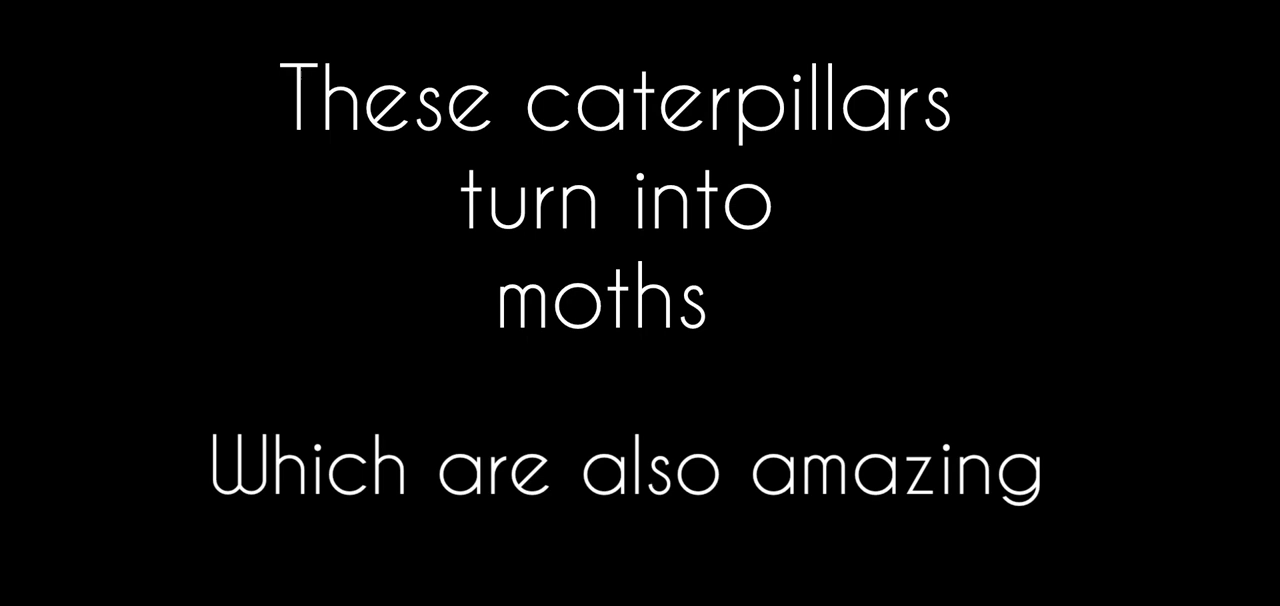 These caterpillars
turn into
moths
Which are also amazing